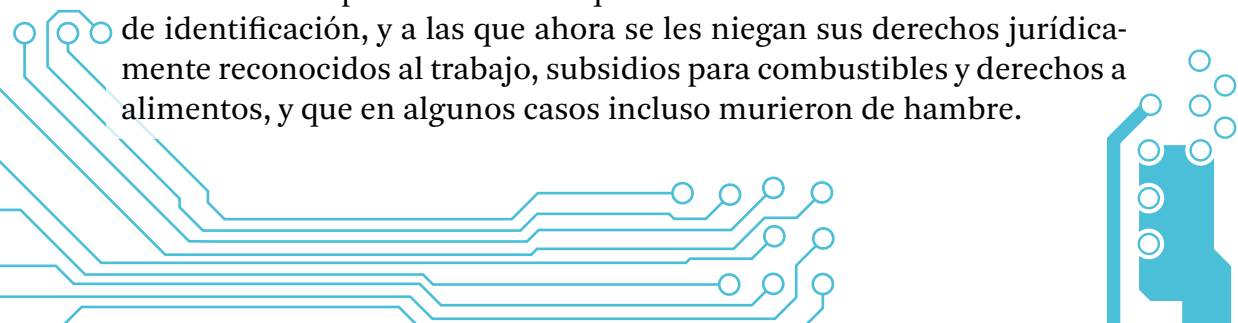 de identificación, y a las que ahora se les niegan sus derechos jurídica-
mente reconocidos al trabajo, subsidios para combustibles y derechos a
alimentos, y que en algunos casos incluso murieron de hambre.